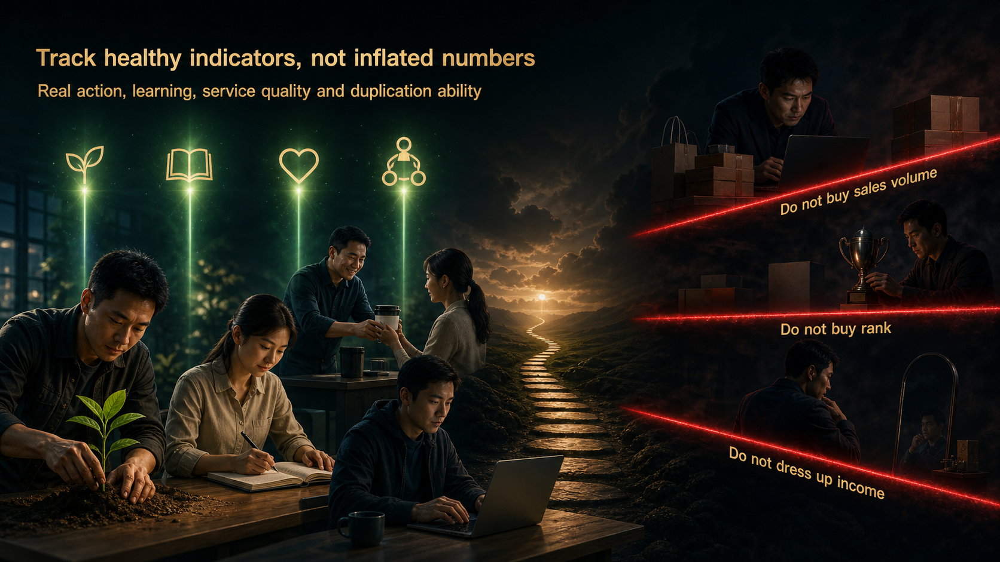 Track healthy indicators, not inflated numbers
Real action, learning, service quality and duplication ability
Do not buy sales volume
Do not buy rank
Do not dress up income